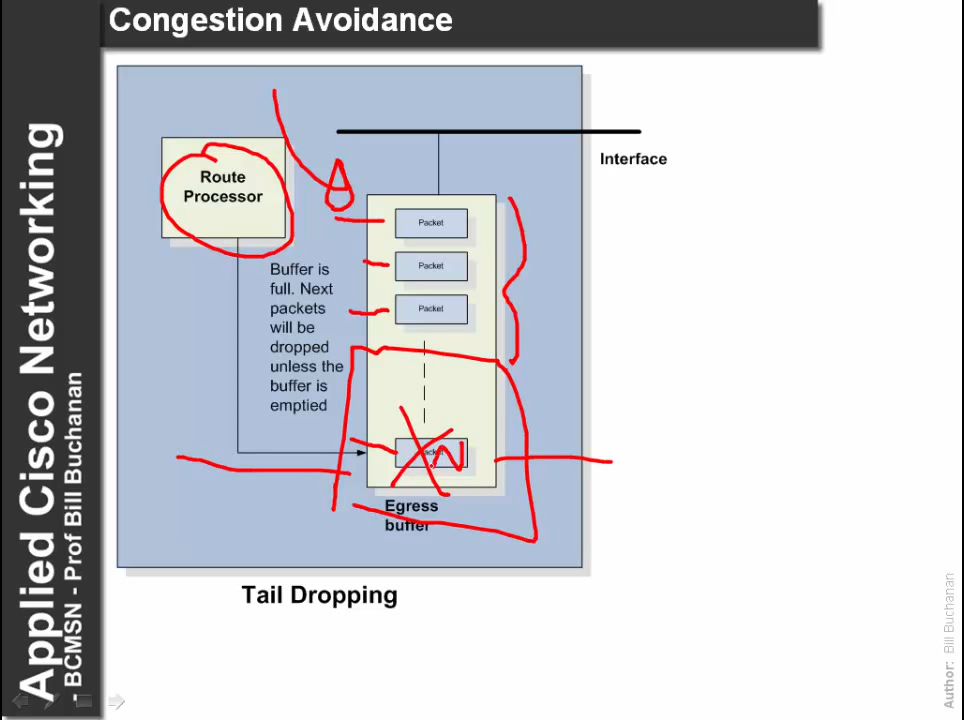 Congestion Avoidance
Applied Cisco Networking
- BCMSN - Prof Bill Buchanan
Route
Processor
Interface
Packet
Packet
Packet
Buffer is
full. Next
packets
will be
dropped
unless the
buffer is
emptied
Packet
N
Egress
buffer
Tail Dropping
Author: Bill Buchanan